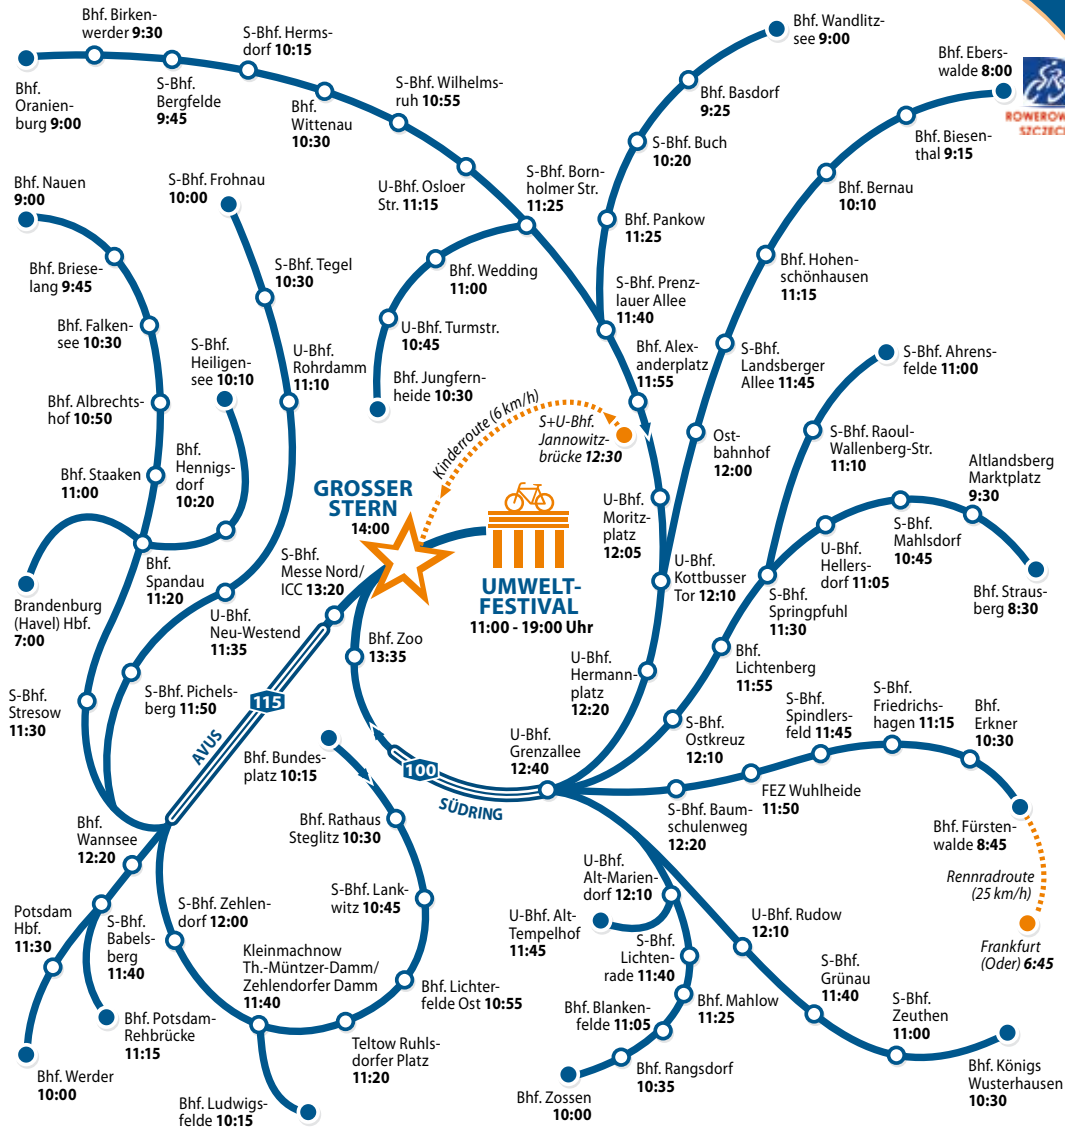 Bhf. Birken-
werder 9:30
S-Bhf. Herms-
dorf 10:15
Bhf. Wandlitz-
see 9:00
Bhf. Ebers-
walde 8:00
Bhf.
Oranien-
burg 9:00
S-Bhf.
Bergfelde
9:45
Bhf.
Wittenau
10:30
S-Bhf. Wilhelms-
ruh 10:55
Bhf. Basdorf
9:25
ROWEROW
SZCZECI
Bhf. Biesen-
thal 9:15
S-Bhf. Buch
10:20
U-Bhf. Osloer
Str. 11:15
S-Bhf. Born-
holmer Str.
11:25
Bhf. Bernau
10:10
Bhf. Nauen
9:00
S-Bhf. Frohnau
10:00
Bhf. Pankow
11:25
Bhf. Briese-
lang 9:45
S-Bhf. Tegel
10:30
Bhf. Wedding
11:00
S-Bhf. Prenz-
lauer Allee
11:40
Bhf. Hohen-
schönhausen
11:15
Bhf. Falken-
see 10:30
S-Bhf.
Heiligen-
see 10:10
U-Bhf.
Rohrdamm
11:10
U-Bhf. Turmstr.
10:45
Bhf. Alex-
anderplatz
11:55
S-Bhf.
Landsberger
Allee 11:45
S-Bhf. Ahrens-
felde 11:00
Bhf. Jungfern-
heide 10:30
Bhf. Albrechts-
hof 10:50
Kinderroute (6 km/h)
S+U-Bhf.
Jannowitz-
brücke 12:30
Ost-
bahnhof
12:00
S-Bhf. Raoul-
Wallenberg-Str.
11:10
Bhf. Staaken
11:00
Bhf.
Hennigs-
dorf
10:20
Altlandsberg
Marktplatz
9:30
GROSSER
STERN
14:00
U-Bhf.
Moritz-
platz
12:05
S-Bhf.
Mahlsdorf
10:45
U-Bhf.
Hellers-
dorf 11:05
Bhf.
Spandau
11:20
S-Bhf.
Messe Nord/
ICC 13:20
UMWELT-
FESTIVAL
11:00 - 19:00 Uhr
U-Bhf.
Kottbusser
Tor 12:10
S-Bhf.
Springpfuhl
11:30
Bhf. Straus-
berg 8:30
Brandenburg
(Havel) Hbf.
7:00
U-Bhf.
Neu-Westend
11:35
Bhf. Zoo
13:35
U-Bhf.
Hermann-
platz
12:20
Bhf.
Lichtenberg
11:55
S-Bhf.
Stresow
11:30
S-Bhf. Pichels-
berg 11:50
115
AVUS
S-Bhf.
Ostkreuz
12:10
S-Bhf.
Spindlers-
feld 11:45
S-Bhf.
Friedrichs-
hagen 11:15
Bhf.
Erkner
10:30
Bhf. Bundes-
platz 10:15
U-Bhf.
Grenzallee
12:40
100
SÜDRING
FEZ Wuhlheide
11:50
S-Bhf. Baum-
schulenweg
12:20
Bhf. Fürsten-
walde 8:45
Bhf.
Wannsee
12:20
Bhf. Rathaus
Steglitz 10:30
Rennradroute
(25 km/h)
U-Bhf.
Alt-Marien-
dorf 12:10
S-Bhf. Lank-
witz 10:45
Potsdam
Hbf.
11:30
S-Bhf.
Babels-
berg
11:40
S-Bhf. Zehlen-
dorf 12:00
U-Bhf. Alt-
Tempelhof
11:45
U-Bhf. Rudow
12:10
Frankfurt
(Oder) 6:45
Kleinmachnow
Th.-Müntzer-Damm/
Zehlendorfer Damm
11:40
S-Bhf.
Lichten-
rade 11:40
S-Bhf.
Grünau
11:40
Bhf. Lichter-
felde Ost 10:55
Bhf. Mahlow
11:25
S-Bhf.
Zeuthen
11:00
Bhf. Potsdam-
Rehbrücke
11:15
Bhf. Blanken-
felde 11:05
Teltow Ruhls-
dorfer Platz
11:20
Bhf. Rangsdorf
10:35
Bhf. Königs
Wusterhausen
10:30
Bhf. Werder
10:00
Bhf. Zossen
10:00
Bhf. Ludwigs-
felde 10:15